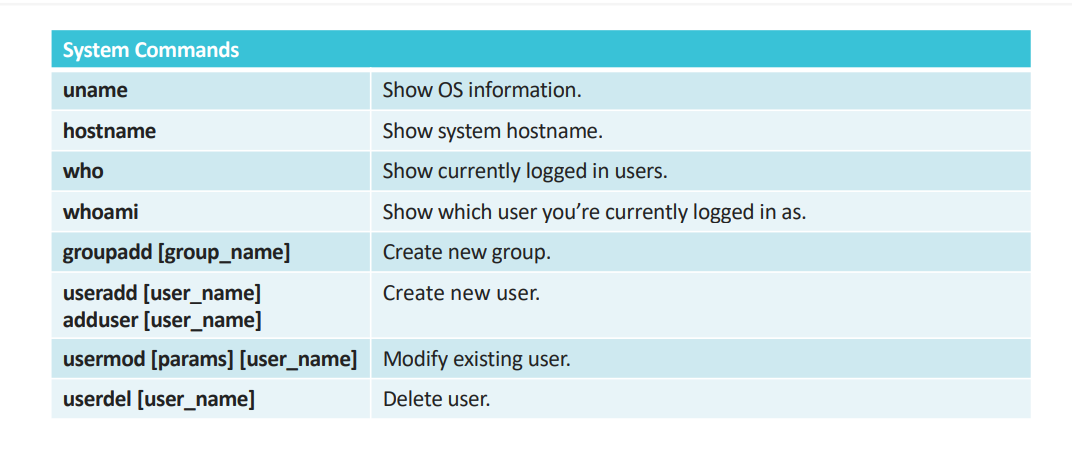 System Commands
uname Show OS information.
hostname Show system hostname.
who Show currently logged in users.
whoami Show which user you’re currently logged in as.
groupadd [group_name] Create new group.
useradd [user_name] Create new user.
adduser [user_name]
usermod [params] [user_name] Modify existing user.
userdel [user_name] Delete user.